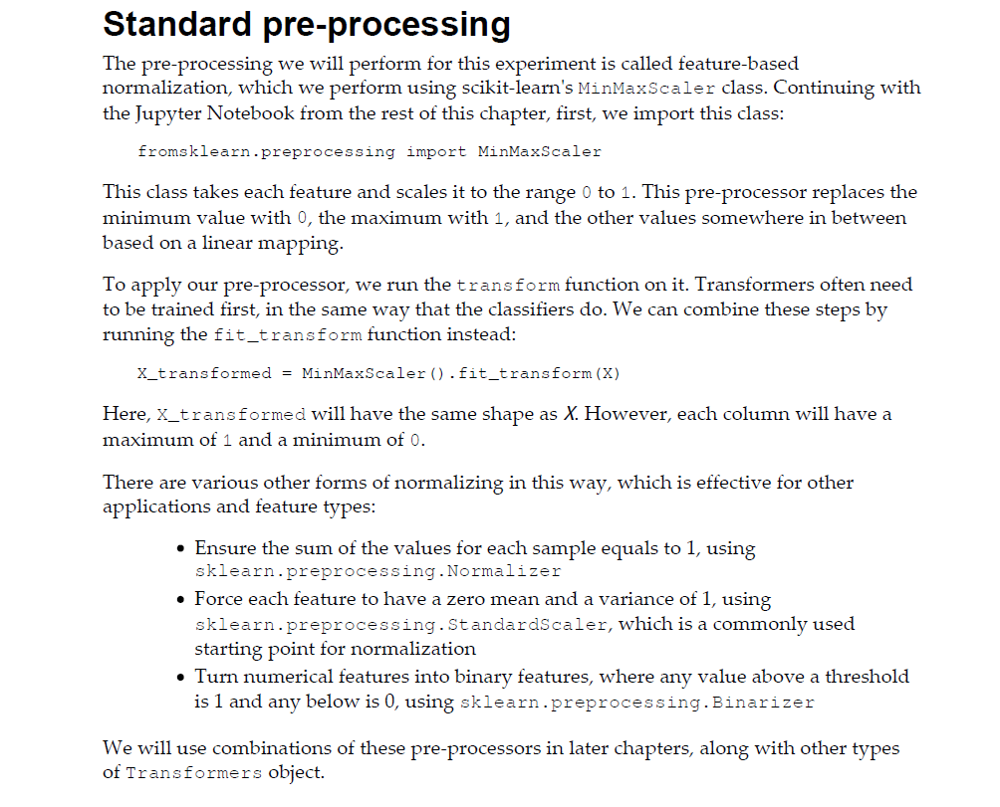 Standard pre-processing
The pre-processing we will perform for this experiment is called feature-based
normalization, which we perform using scikit-learn's MinMaxScaler class. Continuing with
the Jupyter Notebook from the rest of this chapter, first, we import this class:
fromsklearn.preprocessing import MinMaxScaler
This class takes each feature and scales it to the range 0 to 1. This pre-processor replaces the
minimum value with 0, the maximum with 1, and the other values somewhere in between
based on a linear mapping.
To apply our pre-processor, we run the transform function on it. Transformers often need
to be trained first, in the same way that the classifiers do. We can combine these steps by
running the fit_transform function instead:
X_transformed = MinMaxScaler().fit_transform(X)
Here, X_transformed will have the same shape as X. However, each column will have a
maximum of 1 and a minimum of 0.
There are various other forms of normalizing in this way, which is effective for other
applications and feature types:
• Ensure the sum of the values for each sample equals to 1, using
sklearn.preprocessing.Normalizer
• Force each feature to have a zero mean and a variance of 1, using
sklearn.preprocessing.StandardScaler, which is a commonly used
starting point for normalization
• Turn numerical features into binary features, where any value above a threshold
is 1 and any below is 0, using sklearn.preprocessing.Binarizer
We will use combinations of these pre-processors in later chapters, along with other types
of Transformers object.